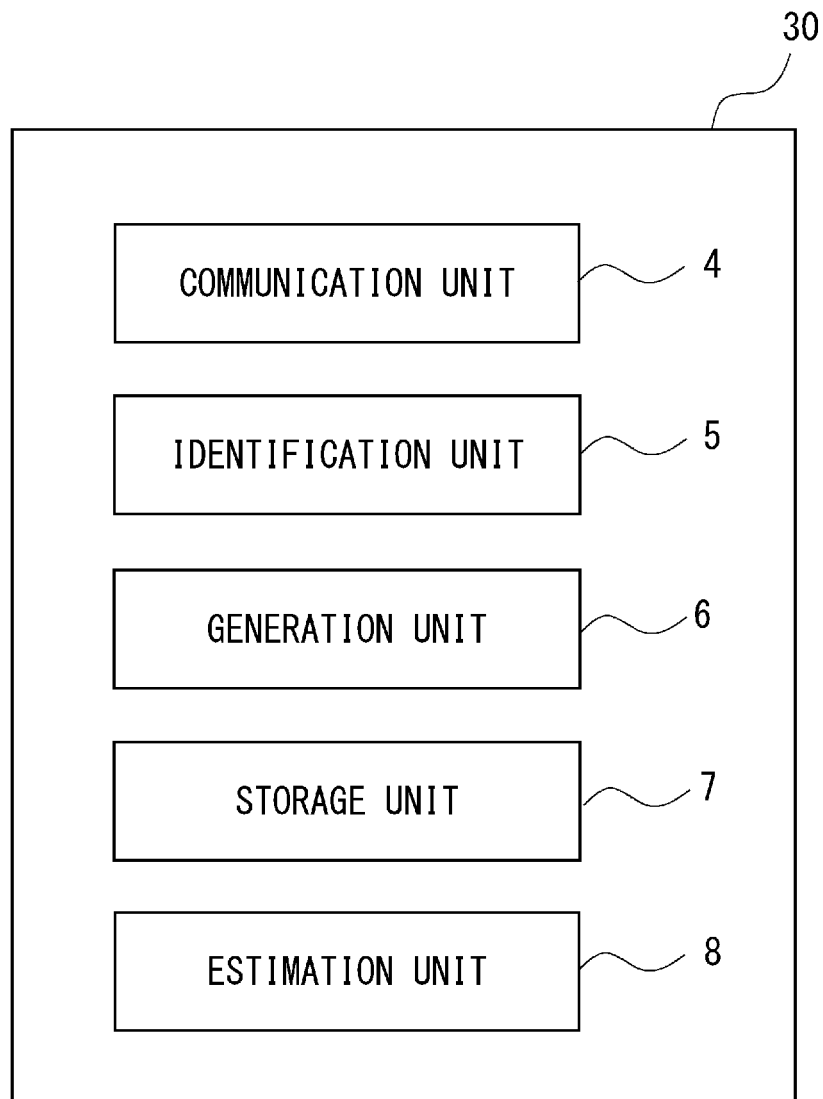 30
COMMUNICATION UNIT 4
IDENTIFICATION UNIT 5
GENERATION UNIT 6
STORAGE UNIT 7
ESTIMATION UNIT 8